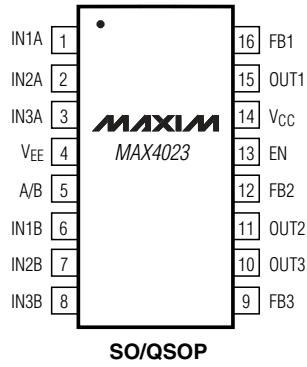 IN1A 1 16 FB1
IN2A 2 15 OUT1
IN3A 3 MAXIM 14 VCC
VEE 4 MAX4023 13 EN
A/B 5 12 FB2
IN1B 6 11 OUT2
IN2B 7 10 OUT3
IN3B 8 9 FB3
SO/QSOP